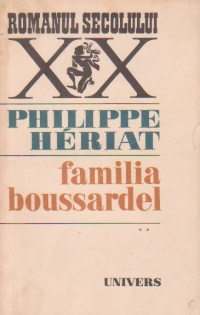 ROMANUL SECOLULUI
XX
PHILIPPE
HÉRIAT
familia
boussardel
**
UNIVERS